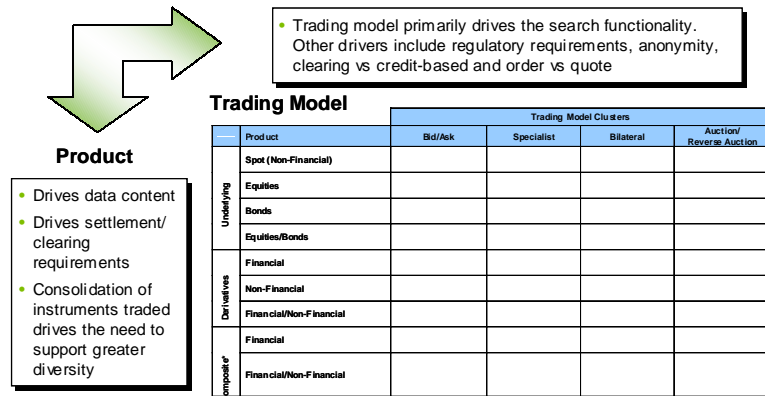 • Trading model primarily drives the search functionality.
Other drivers include regulatory requirements, anonymity,
clearing vs credit-based and order vs quote
Trading Model
Product
• Drives data content
• Drives settlement/
clearing
requirements
• Consolidation of
instruments traded
drives the need to
support greater
diversity
Trading Model Clusters
Product Bid/Ask Specialist Bilateral Auction/
Reverse Auction
Underlying
Spot (Non-Financial)
Equities
Bonds
Equities/Bonds
Derivatives
Financial
Non-Financial
Financial/Non-Financial
omposite*
Financial
Financial/Non-Financial